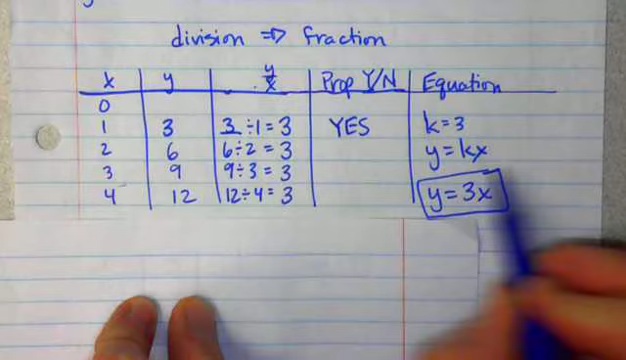 division ⇒ fraction
x y y/x Prop Y/N Equation
0
1 3 3÷1=3 YES k=3
2 6 6÷2=3 y=kx
3 9 9÷3=3
4 12 12÷4=3 y=3x